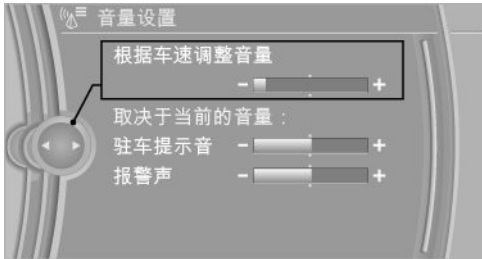 音量设置
根据车速调整音量
- +
取决于当前的音量：
驻车提示音 - +
报警声 - +